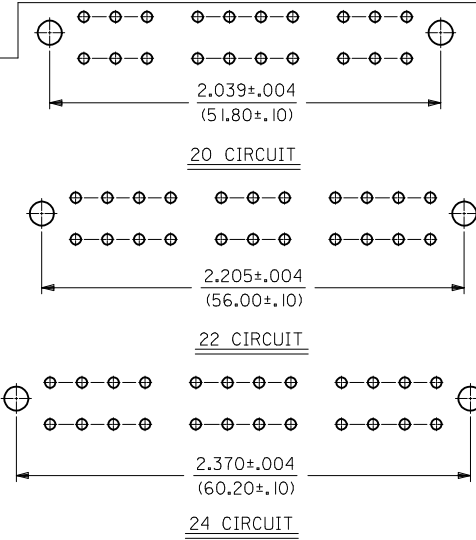 2.039±.004
(51.80±.10)
20 CIRCUIT
2.205±.004
(56.00±.10)
22 CIRCUIT
2.370±.004
(60.20±.10)
24 CIRCUIT